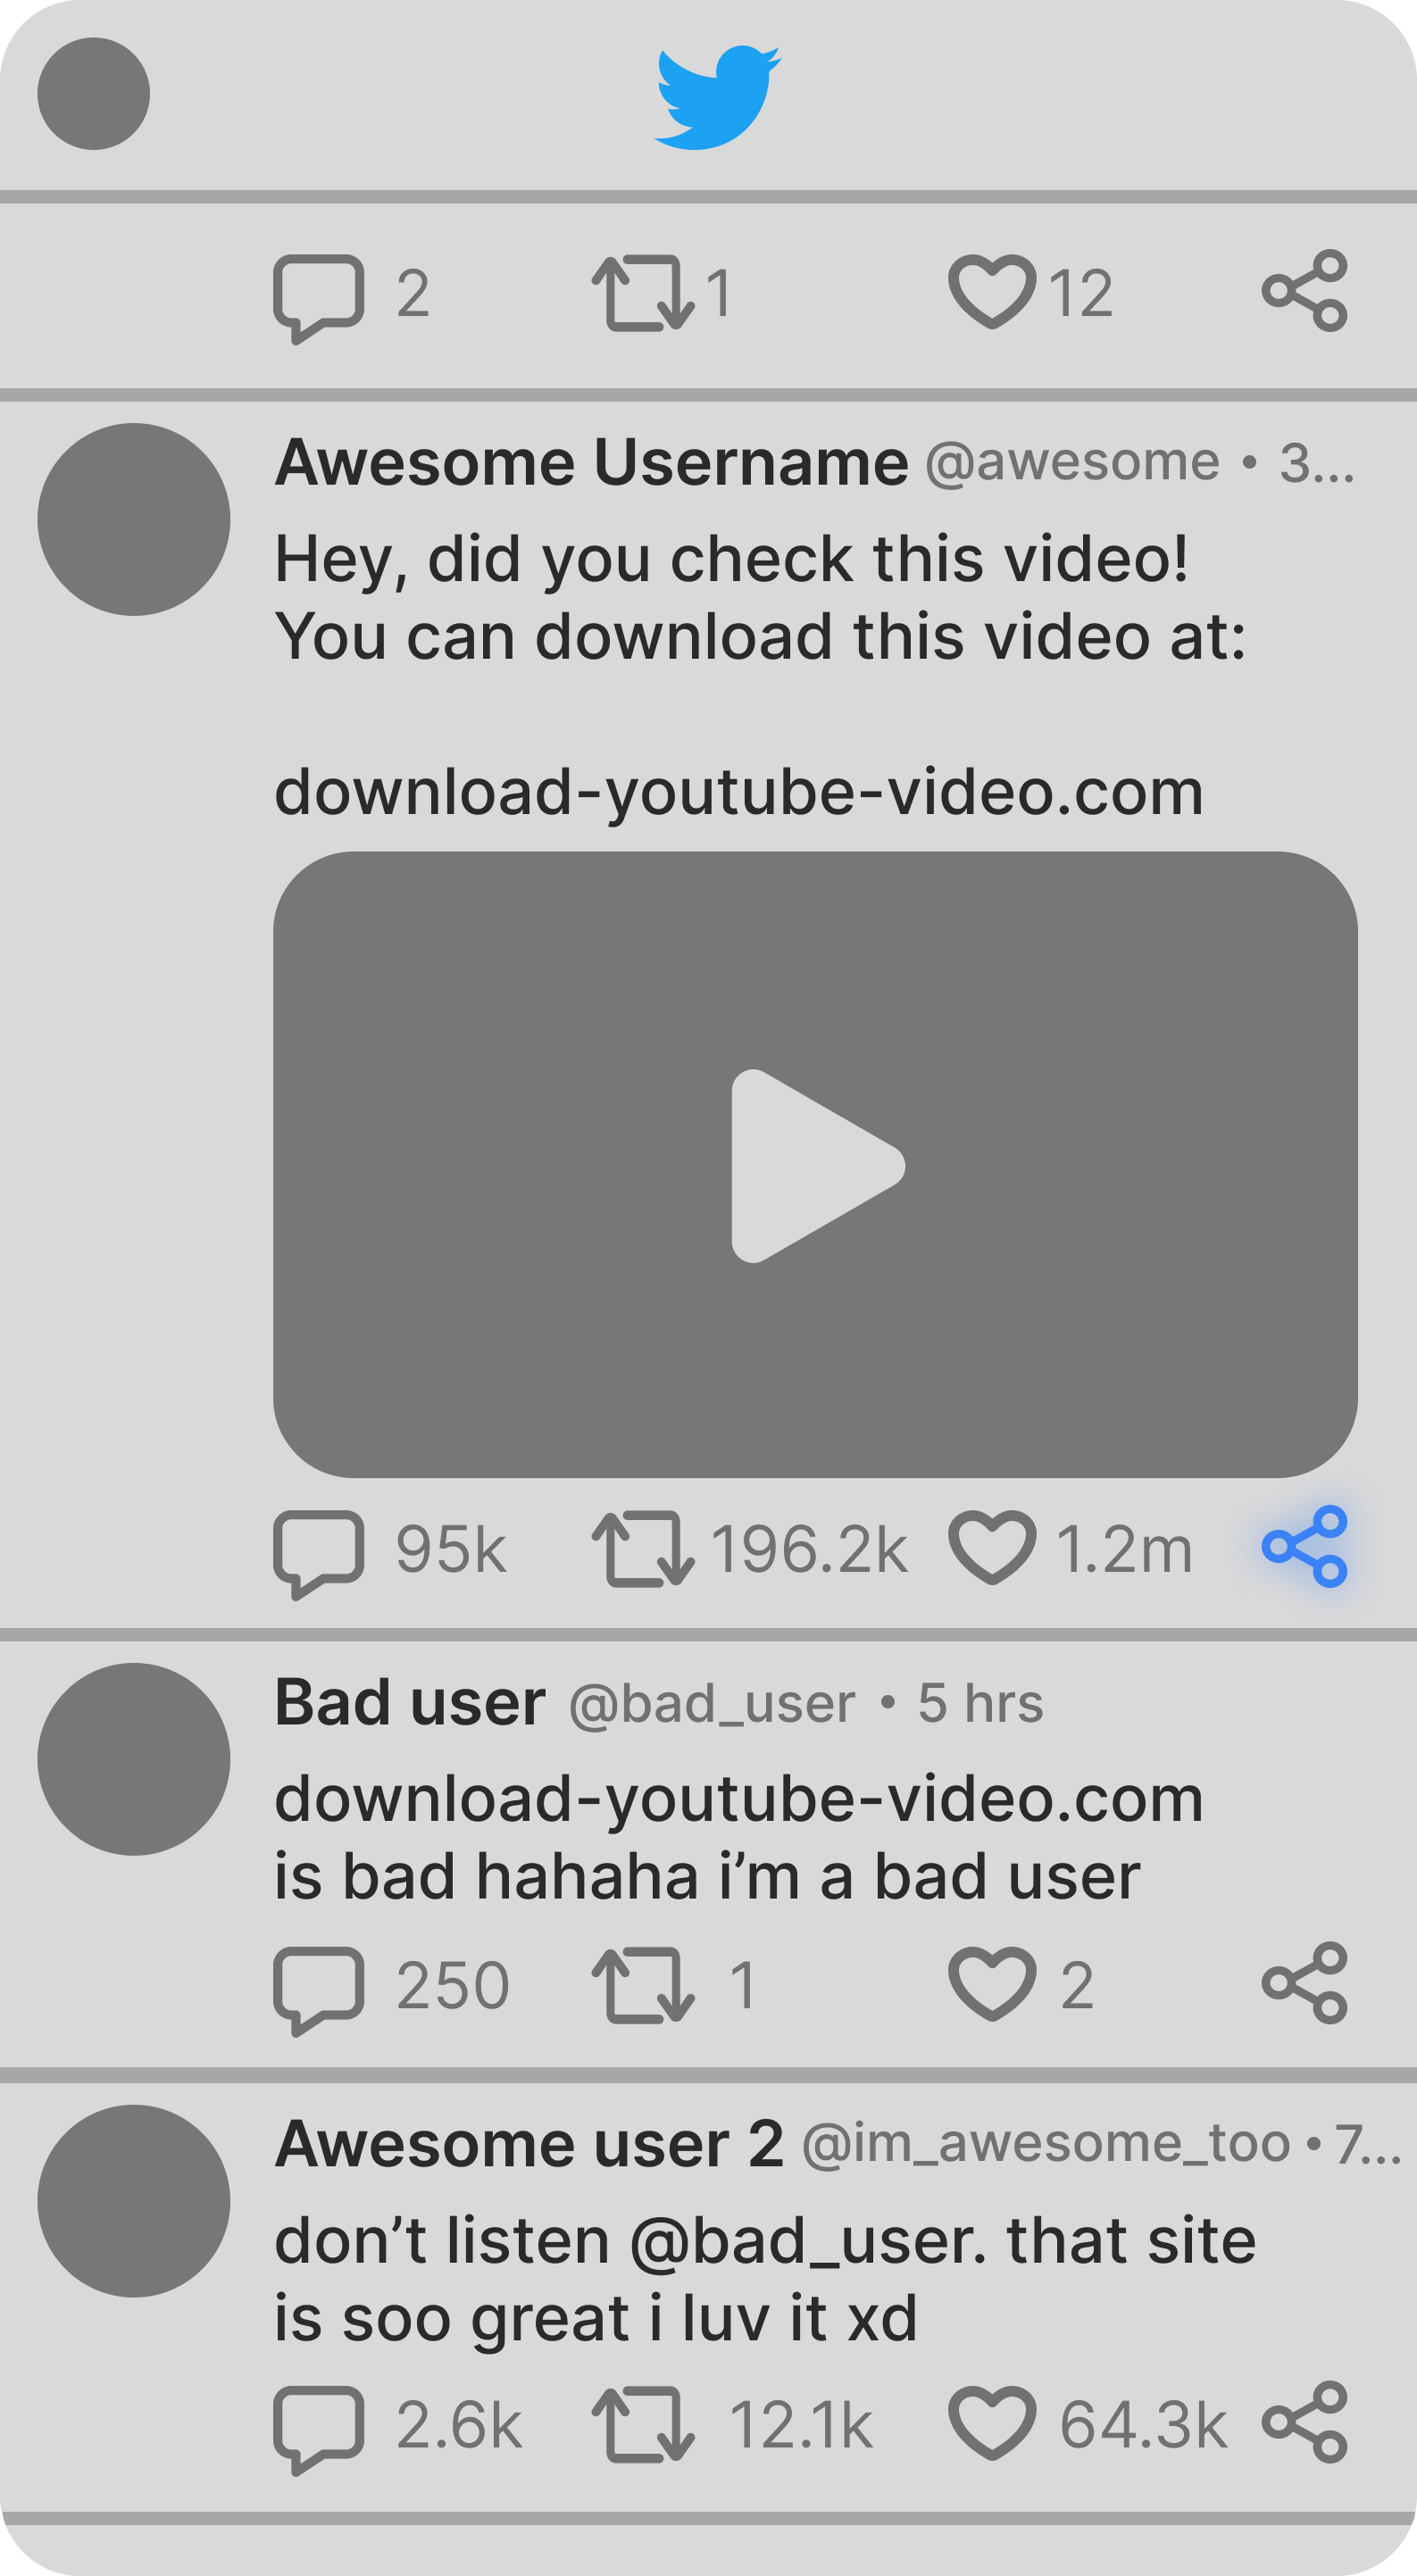 2 1 12
Awesome Username @awesome • 3...
Hey, did you check this video!
You can download this video at:
download-youtube-video.com
95k 196.2k 1.2m
Bad user @bad_user • 5 hrs
download-youtube-video.com
is bad hahaha i’m a bad user
250 1 2
Awesome user 2 @im_awesome_too • 7...
don’t listen @bad_user. that site
is soo great i luv it xd
2.6k 12.1k 64.3k